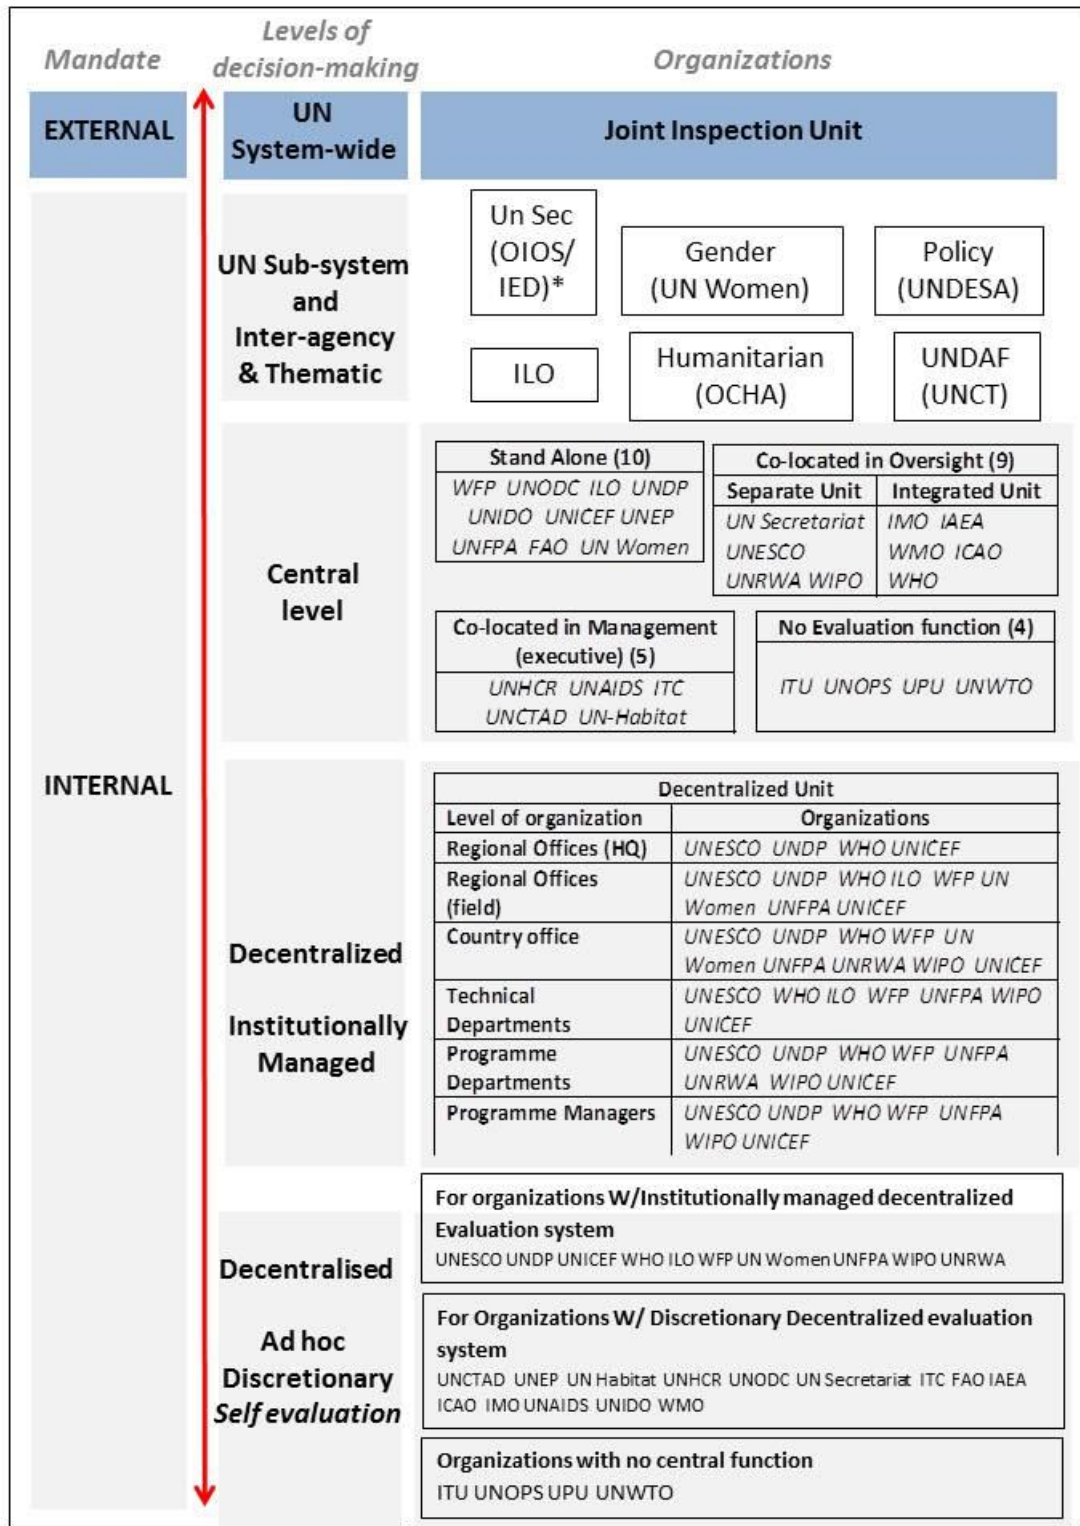 Mandate
Levels of
decision-making
Organizations
EXTERNAL
UN
System-wide
Joint Inspection Unit
INTERNAL
UN Sub-system
and
Inter-agency
& Thematic
Un Sec
(OIOS/
IED)*
Gender
(UN Women)
Policy
(UNDESA)
ILO
Humanitarian
(OCHA)
UNDAF
(UNCT)
Central
level
Stand Alone (10)
WFP UNODC ILO UNDP
UNIDO UNICEF UNEP
UNFPA FAO UN Women
Co-located in Oversight (9)
Separate Unit
UN Secretariat
UNESCO
UNRWA WIPO
Integrated Unit
IMO IAEA
WMO ICAO
WHO
Co-located in Management
(executive) (5)
UNHCR UNAIDS ITC
UNCTAD UN-Habitat
No Evaluation function (4)
ITU UNOPS UPU UNWTO
Decentralized
Institutionally
Managed
Decentralized Unit
Level of organization
Organizations
Regional Offices (HQ)
UNESCO UNDP WHO UNICEF
Regional Offices
(field)
UNESCO UNDP WHO ILO WFP UN
Women UNFPA UNICEF
Country office
UNESCO UNDP WHO WFP UN
Women UNFPA UNRWA WIPO UNICEF
Technical
Departments
UNESCO WHO ILO WFP UNFPA WIPO
UNICEF
Programme
Departments
UNESCO UNDP WHO WFP UNFPA
UNRWA WIPO UNICEF
Programme Managers
UNESCO UNDP WHO WFP UNFPA
WIPO UNICEF
Decentralised
Ad hoc
Discretionary
Self evaluation
For organizations W/Institutionally managed decentralized
Evaluation system
UNESCO UNDP UNICEF WHO ILO WFP UN Women UNFPA WIPO UNRWA
For Organizations W/ Discretionary Decentralized evaluation
system
UNCTAD UNEP UN Habitat UNHCR UNODC UN Secretariat ITC FAO IAEA
ICAO IMO UNAIDS UNIDO WMO
Organizations with no central function
ITU UNOPS UPU UNWTO